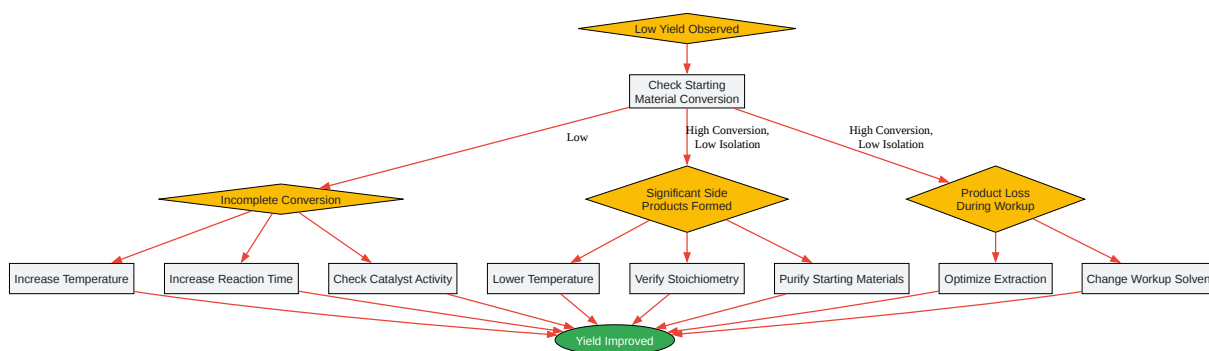 Low Yield Observed
Check Starting
Material Conversion
Low
High Conversion,
Low Isolation
High Conversion,
Low Isolation
Incomplete Conversion
Significant Side
Products Formed
Product Loss
During Workup
Increase Temperature
Increase Reaction Time
Check Catalyst Activity
Lower Temperature
Verify Stoichiometry
Purify Starting Materials
Optimize Extraction
Change Workup Solvent
Yield Improved